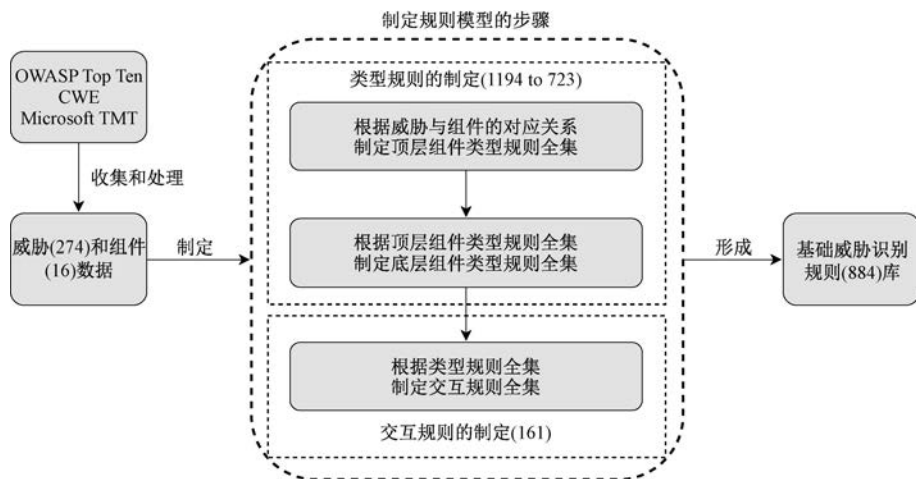 制定规则模型的步骤
OWASP Top Ten
CWE
Microsoft TMT
收集和处理
威胁(274)和组件
(16)数据
制定
类型规则的制定(1194 to 723)
根据威胁与组件的对应关系
制定顶层组件类型规则全集
根据顶层组件类型规则全集
制定底层组件类型规则全集
根据类型规则全集
制定交互规则全集
交互规则的制定(161)
形成
基础威胁识别
规则(884)库